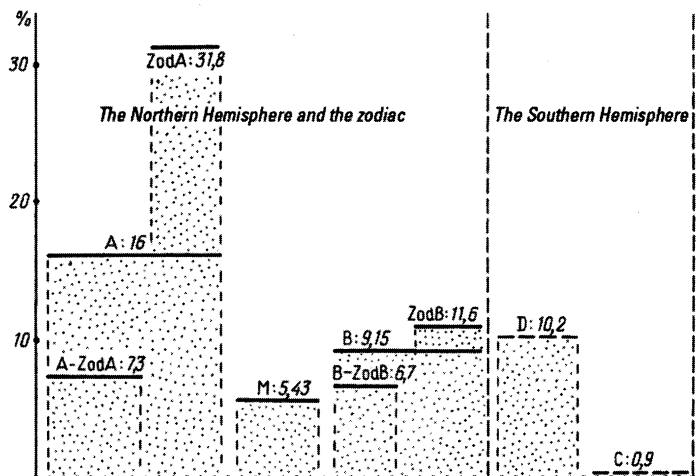 %
30
ZodA: 31,8
The Northern Hemisphere and the zodiac
The Southern Hemisphere
20
A: 16
ZodB: 11,6
D: 10,2
10
B: 9,15
A-ZodA: 7,3
B-ZodB: 6,7
M: 5,43
C: 0,9